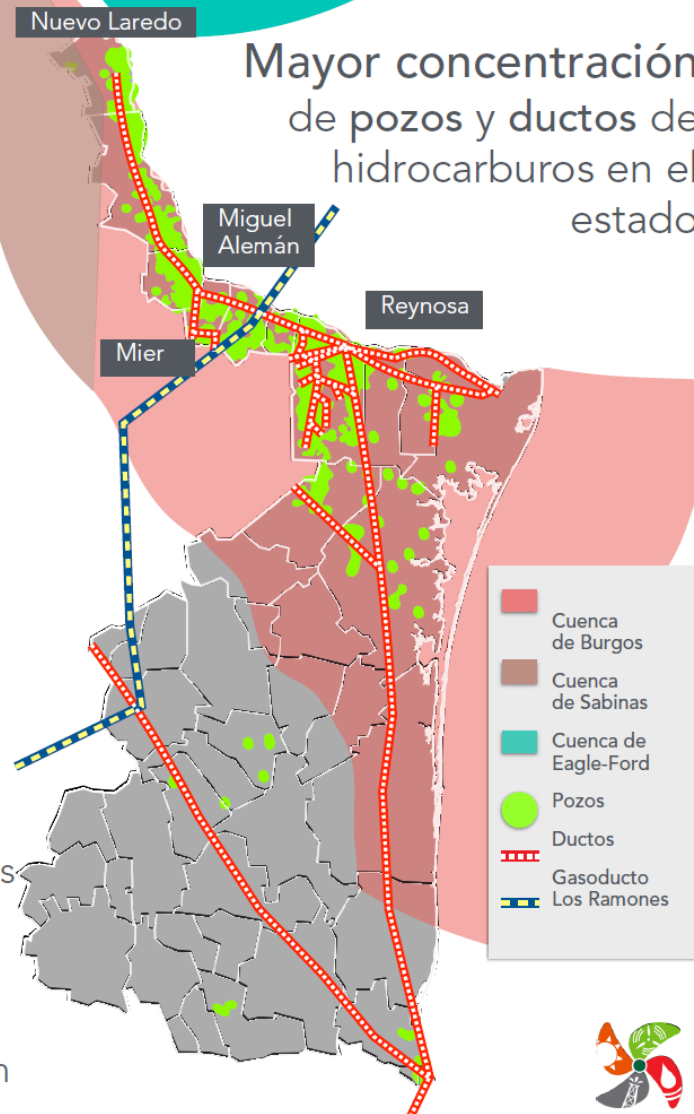 Nuevo Laredo
Mayor concentración
de pozos y ductos de
hidrocarburos en el
estado
Miguel
Alemán
Reynosa
Mier
Cuenca
de Burgos
Cuenca
de Sabinas
Cuenca de
Eagle-Ford
Pozos
Ductos
Gasoducto
Los Ramones
s
n